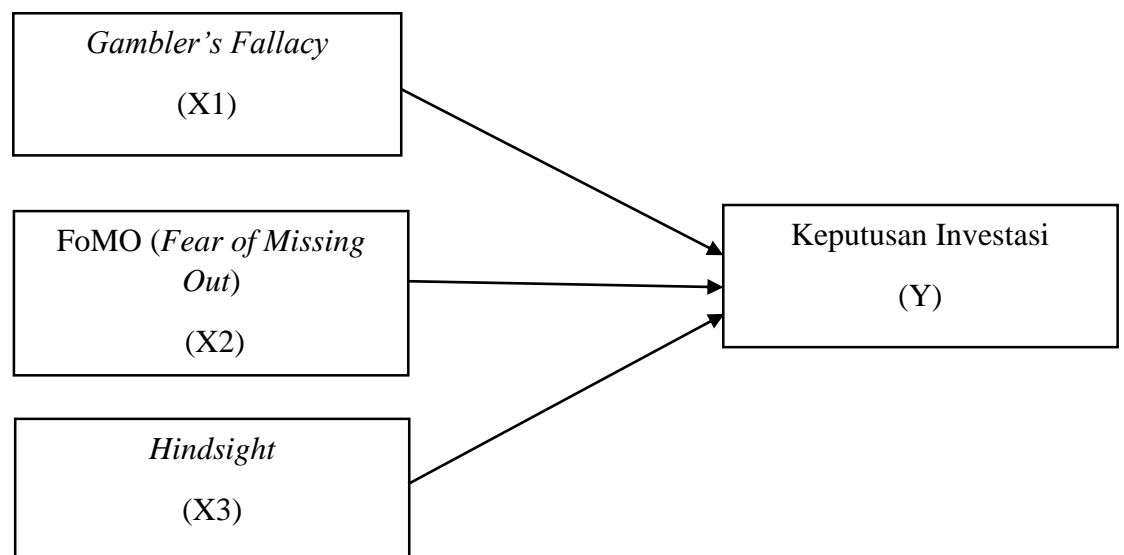 Gambler’s Fallacy
(X1)
FoMO (Fear of Missing
Out)
(X2)
Hindsight
(X3)
Keputusan Investasi
(Y)